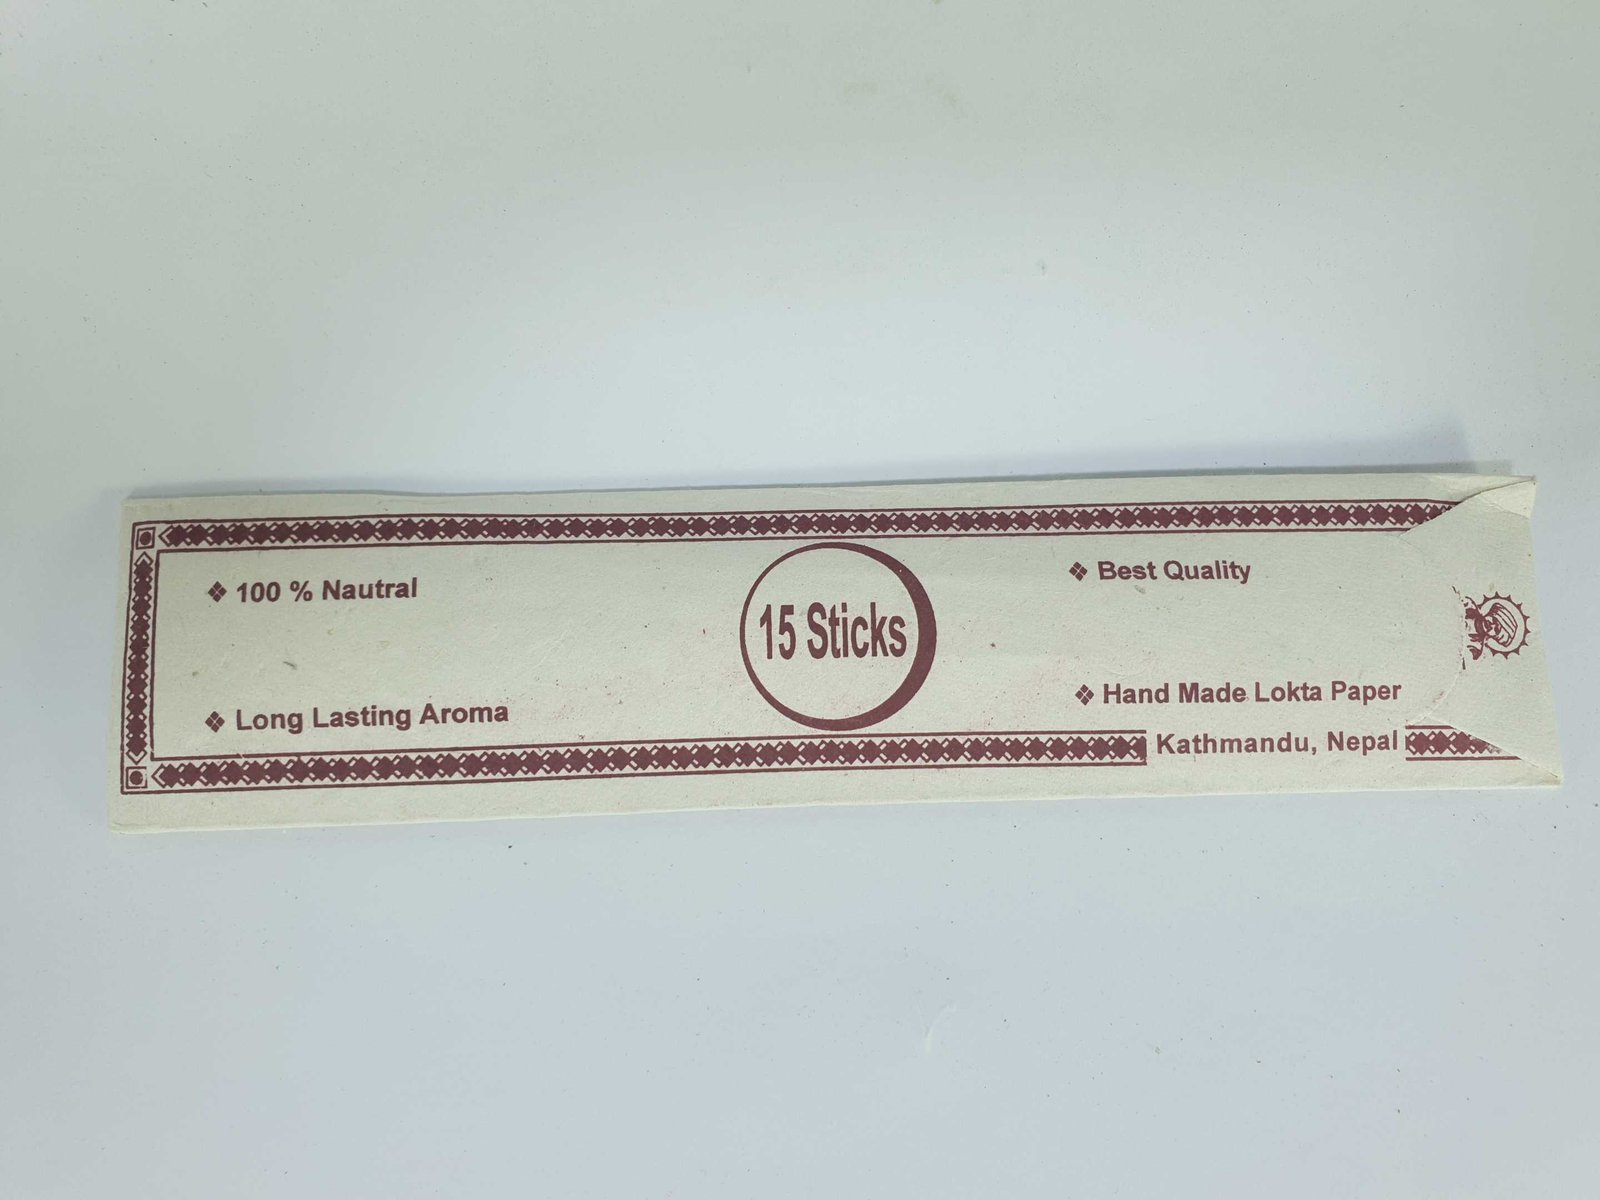 100 % Nautral
Long Lasting Aroma
15 Sticks
Best Quality
Hand Made Lokta Paper
Kathmandu, Nepal